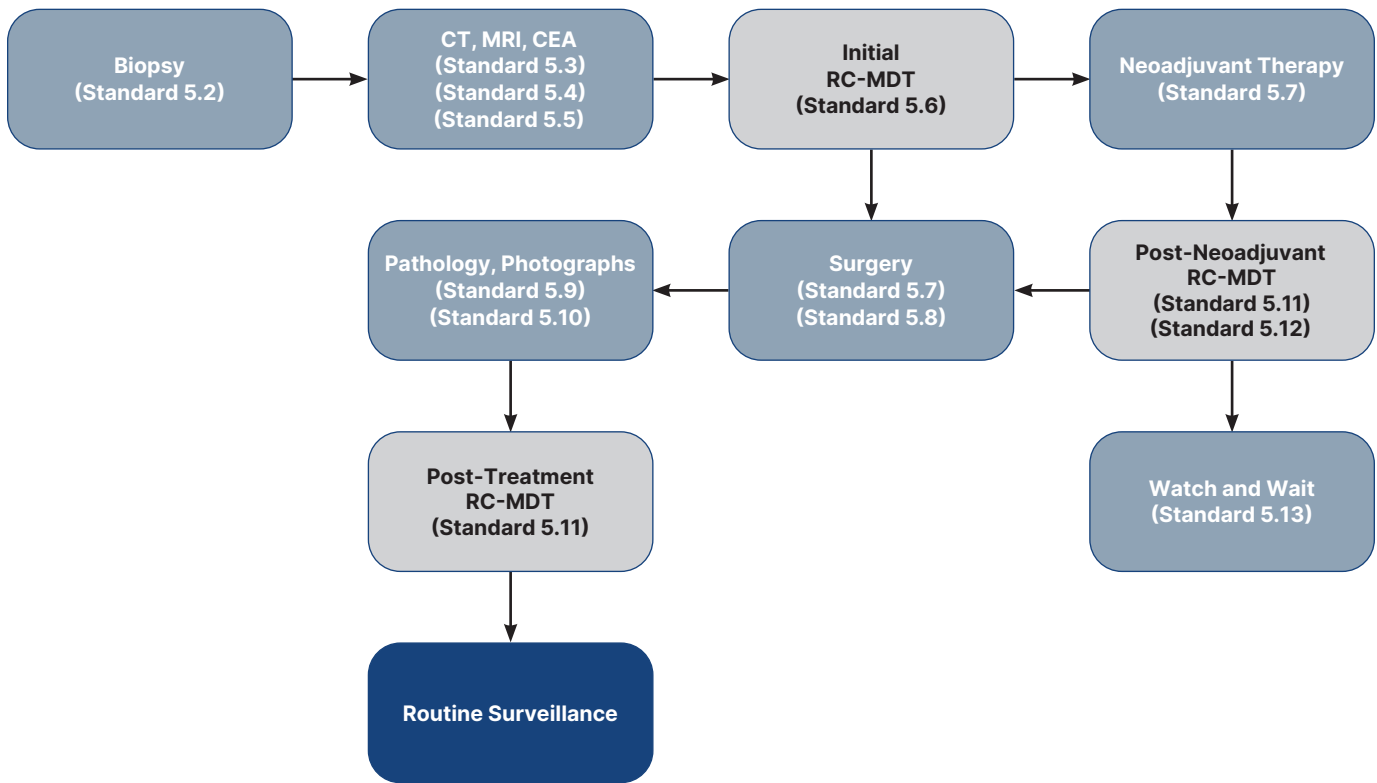 Biopsy
(Standard 5.2)
CT, MRI, CEA
(Standard 5.3)
(Standard 5.4)
(Standard 5.5)
Initial
RC-MDT
(Standard 5.6)
Neoadjuvant Therapy
(Standard 5.7)
Pathology, Photographs
(Standard 5.9)
(Standard 5.10)
Surgery
(Standard 5.7)
(Standard 5.8)
Post-Neoadjuvant
RC-MDT
(Standard 5.11)
(Standard 5.12)
Post-Treatment
RC-MDT
(Standard 5.11)
Watch and Wait
(Standard 5.13)
Routine Surveillance